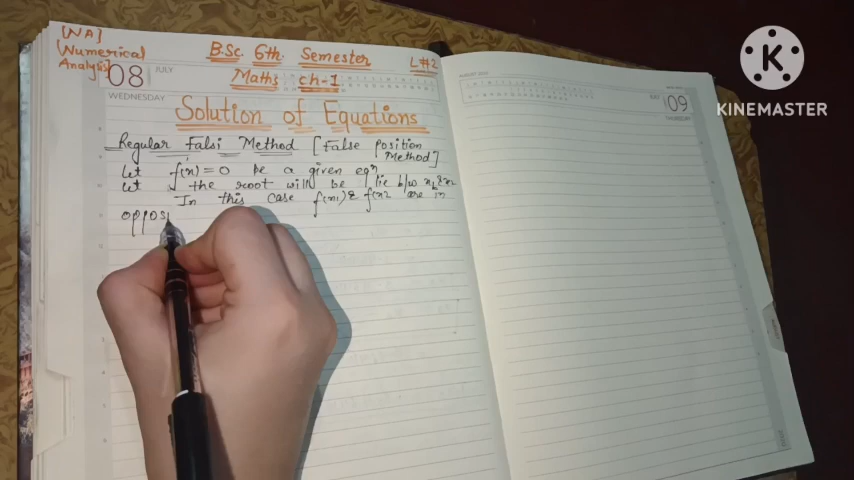 [NA]
(Numerical
Analysis)
B.Sc. 6th. Semester
L#2
08 JULY
Maths ch-1
WEDNESDAY
Solution of Equations
Regular Falsi Method [False position
Method]
Let f(x)=0 be a given eqn
Let the root will be lie b/w x1 & x2
In this case f(x1) & f(x2 are in
oppos
09
THURSDAY
KINEMASTER